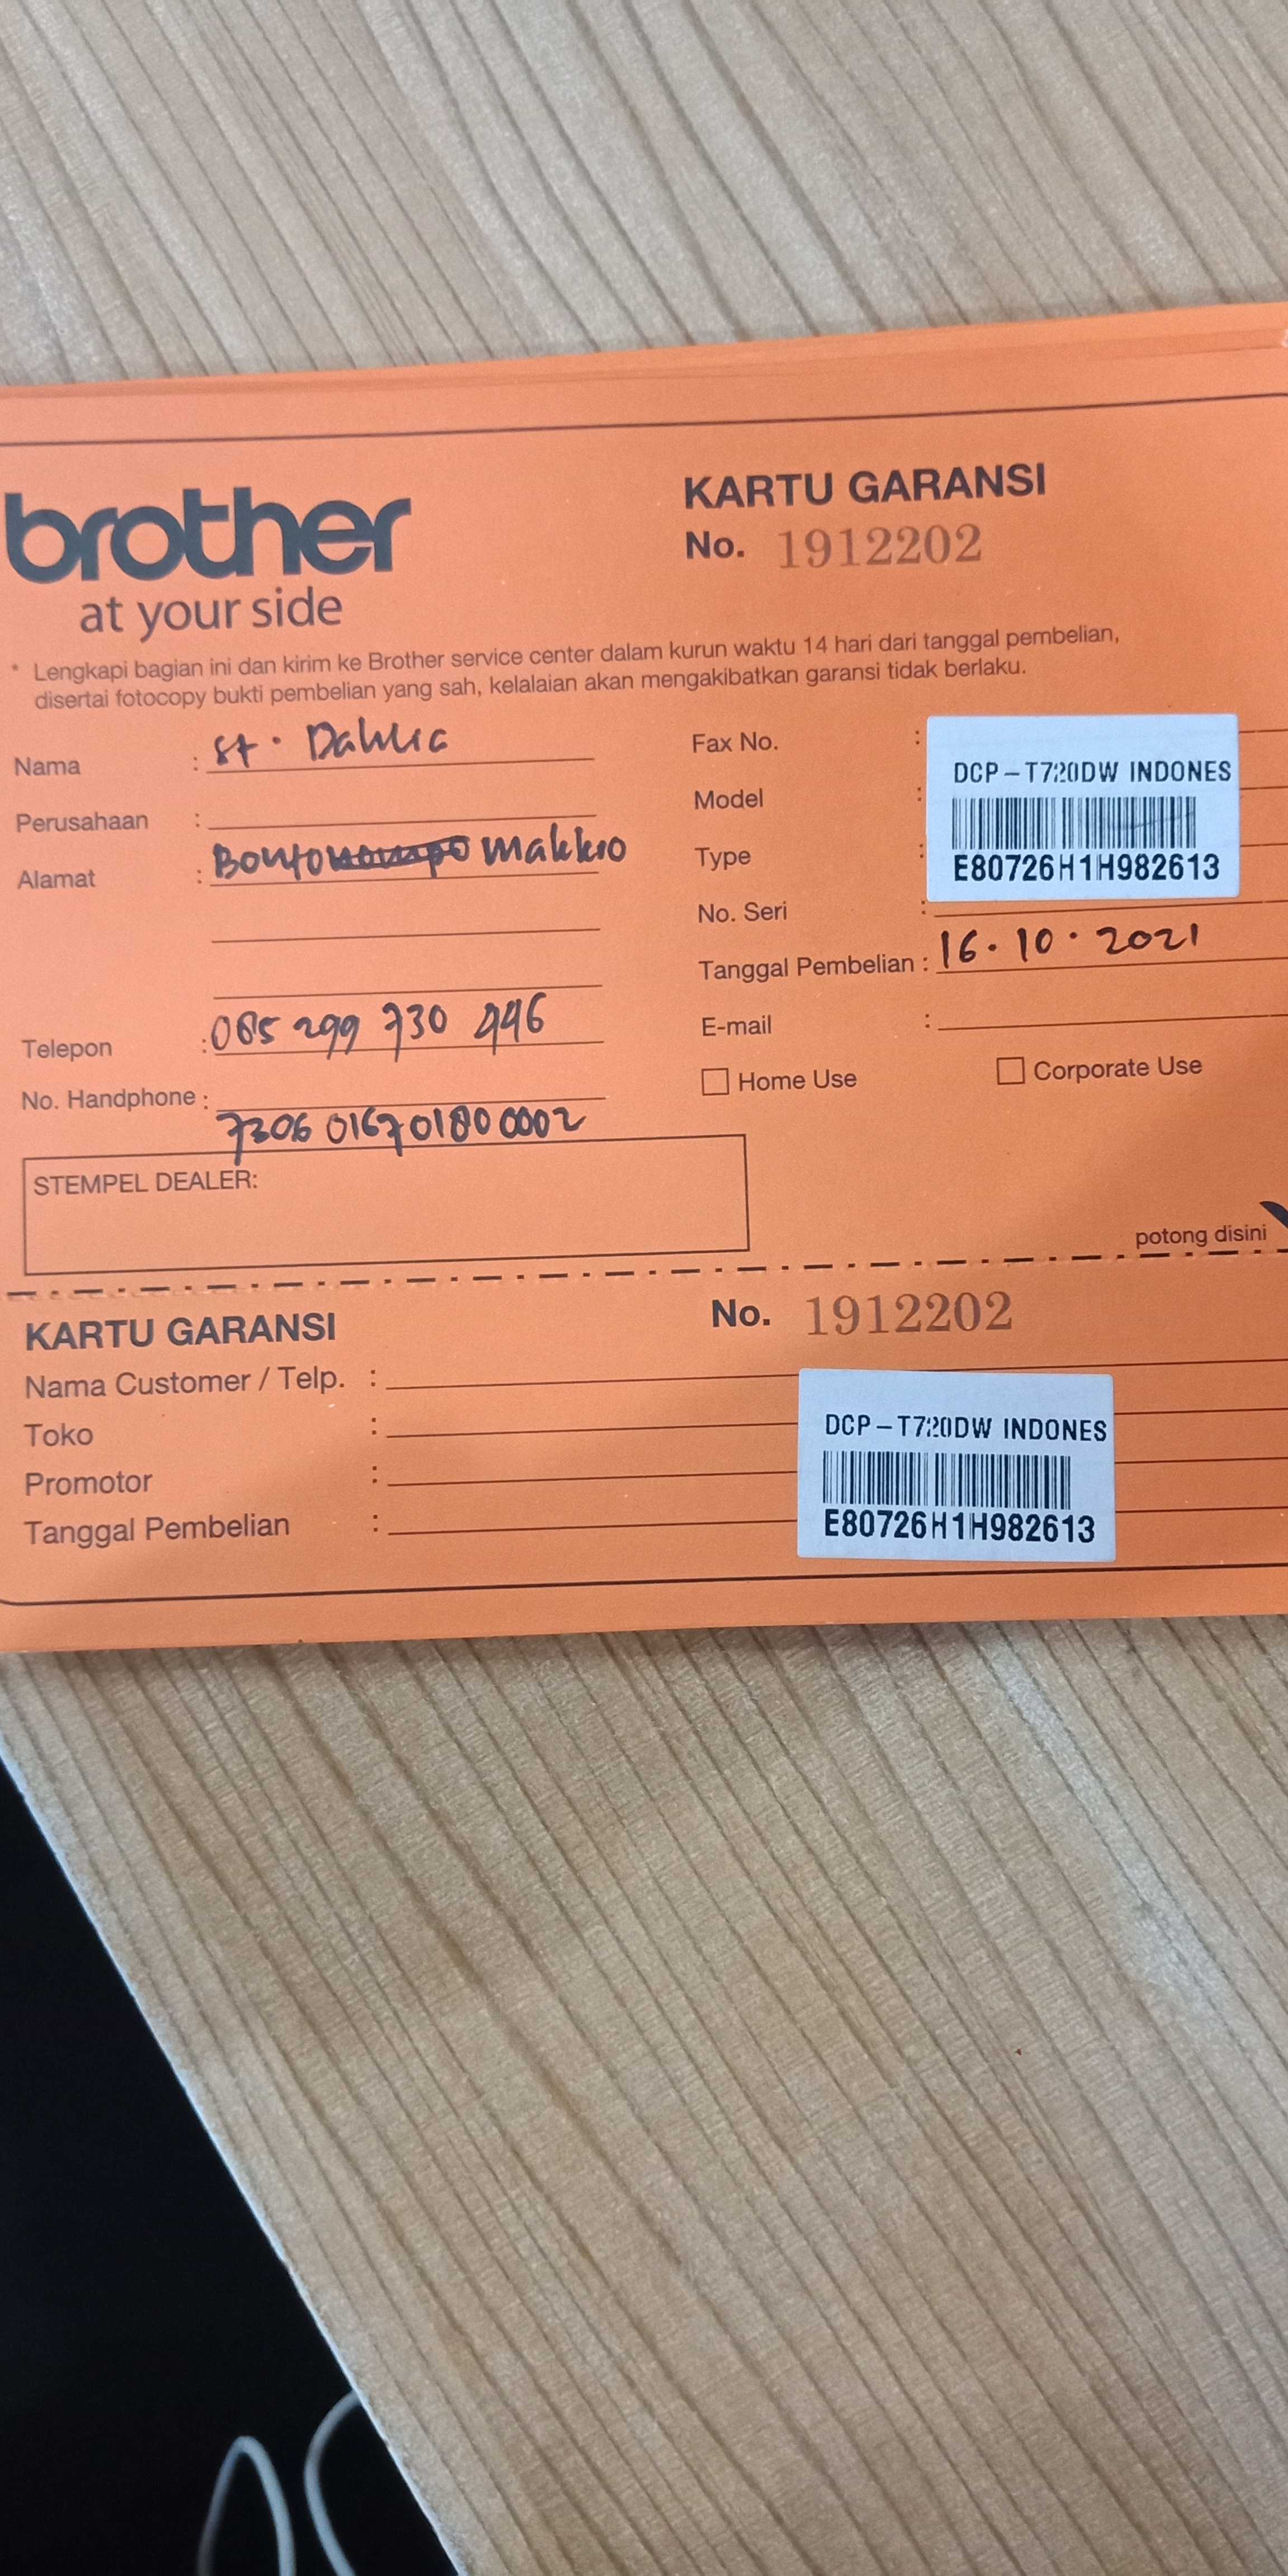 brother
at your side
KARTU GARANSI
No. 1912202
* Lengkapi bagian ini dan kirim ke Brother service center dalam kurun waktu 14 hari dari tanggal pembelian,
disertai fotocopy bukti pembelian yang sah, kelalaian akan mengakibatkan garansi tidak berlaku.
Nama : St. Dahlia
Perusahaan :
Alamat : Bonto makkio
Telepon : 085 299 730 446
No. Handphone :
7306 0167 0180 0002
STEMPEL DEALER:
Fax No. :
Model :
Type :
No. Seri :
DCP-T720DW INDONES
E80726H1H982613
Tanggal Pembelian : 16.10.2021
E-mail :
Home Use
Corporate Use
potong disini
KARTU GARANSI
No. 1912202
Nama Customer / Telp. :
Toko :
Promotor :
Tanggal Pembelian :
DCP-T720DW INDONES
E80726H1H982613